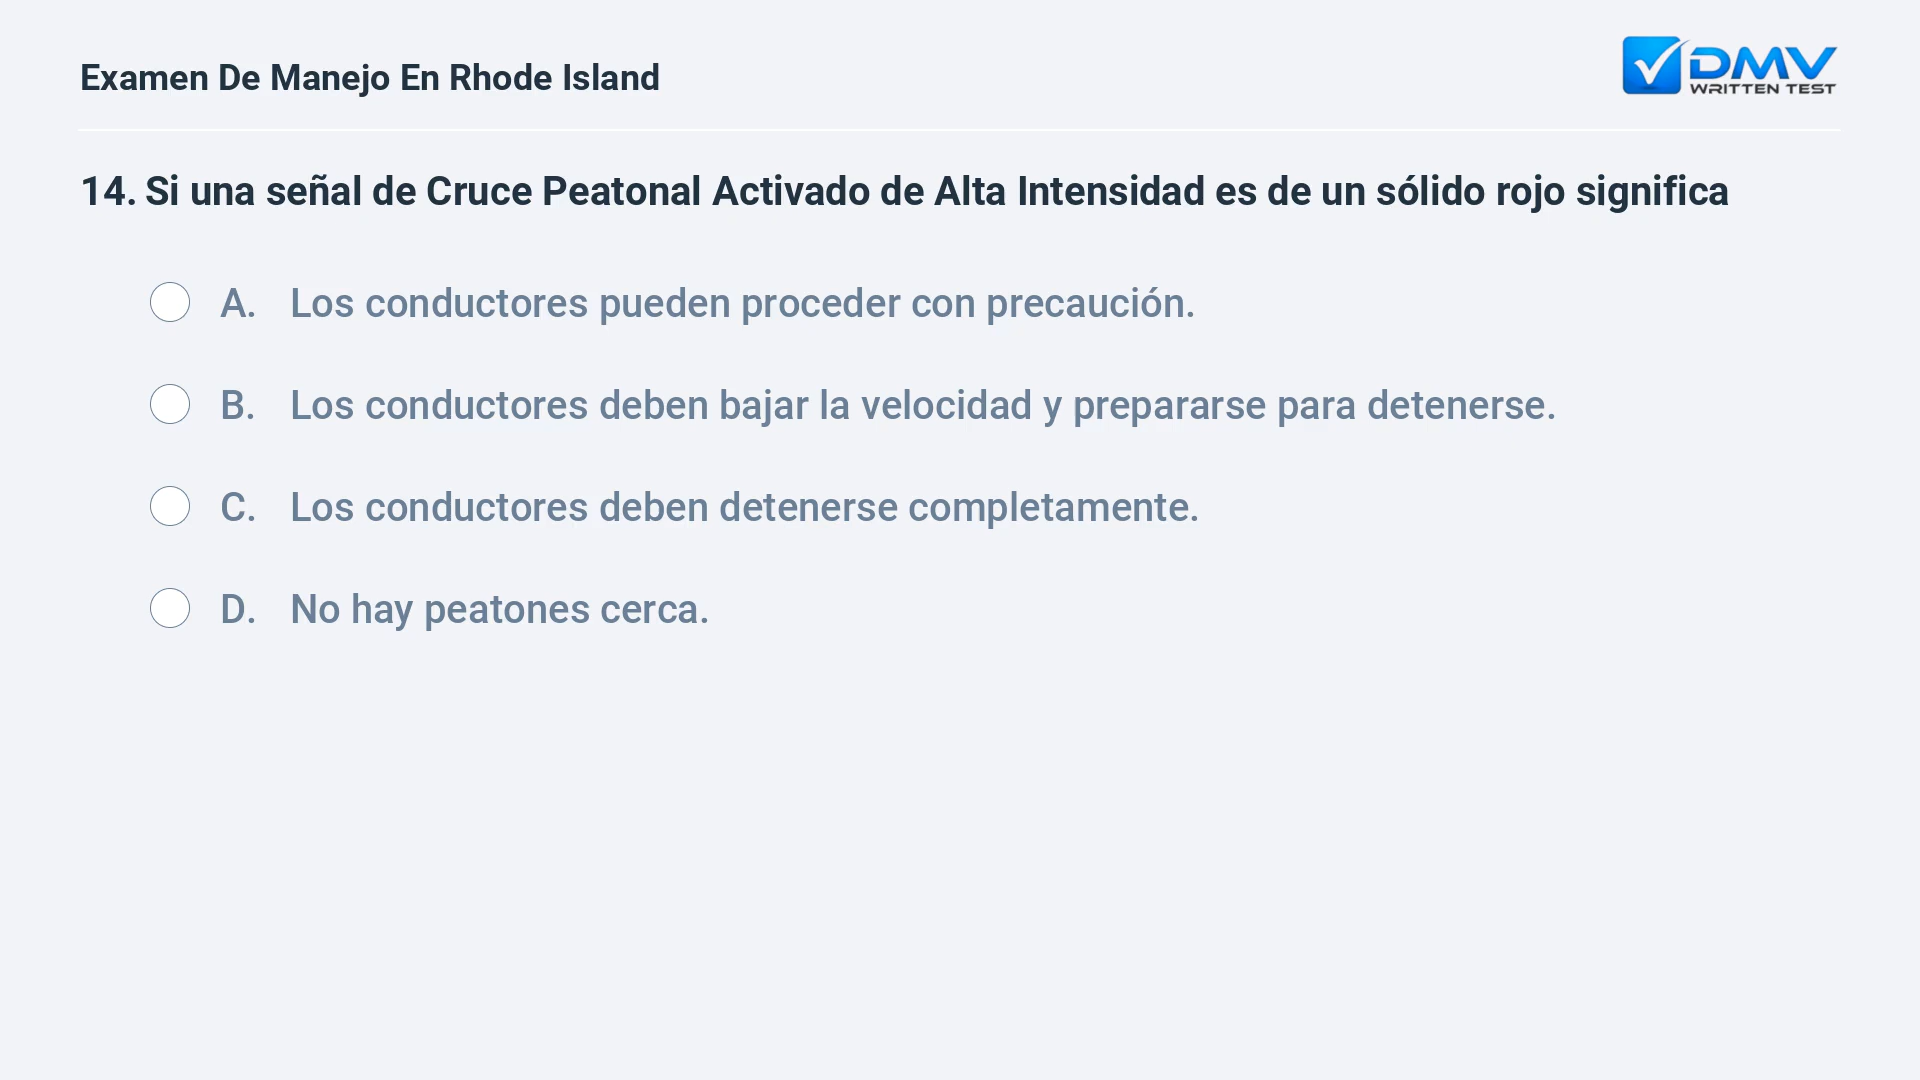 Examen De Manejo En Rhode Island
DMV
WRITTEN TEST
14. Si una señal de Cruce Peatonal Activado de Alta Intensidad es de un sólido rojo significa
A. Los conductores pueden proceder con precaución.
B. Los conductores deben bajar la velocidad y prepararse para detenerse.
C. Los conductores deben detenerse completamente.
D. No hay peatones cerca.